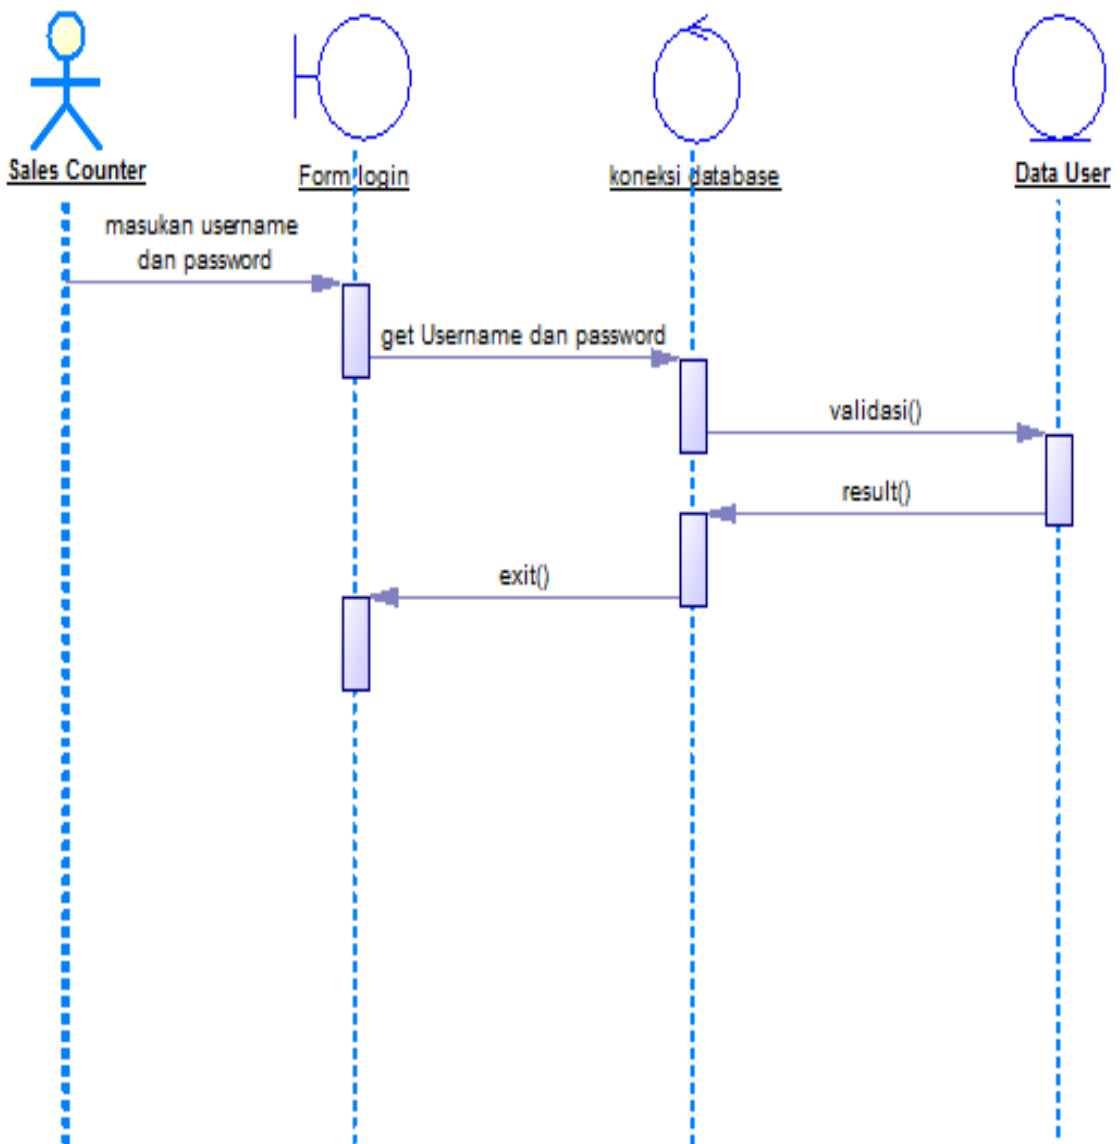 Sales Counter
Form login
koneksi database
Data User
masukan username
dan password
get Username dan password
validasi()
result()
exit()